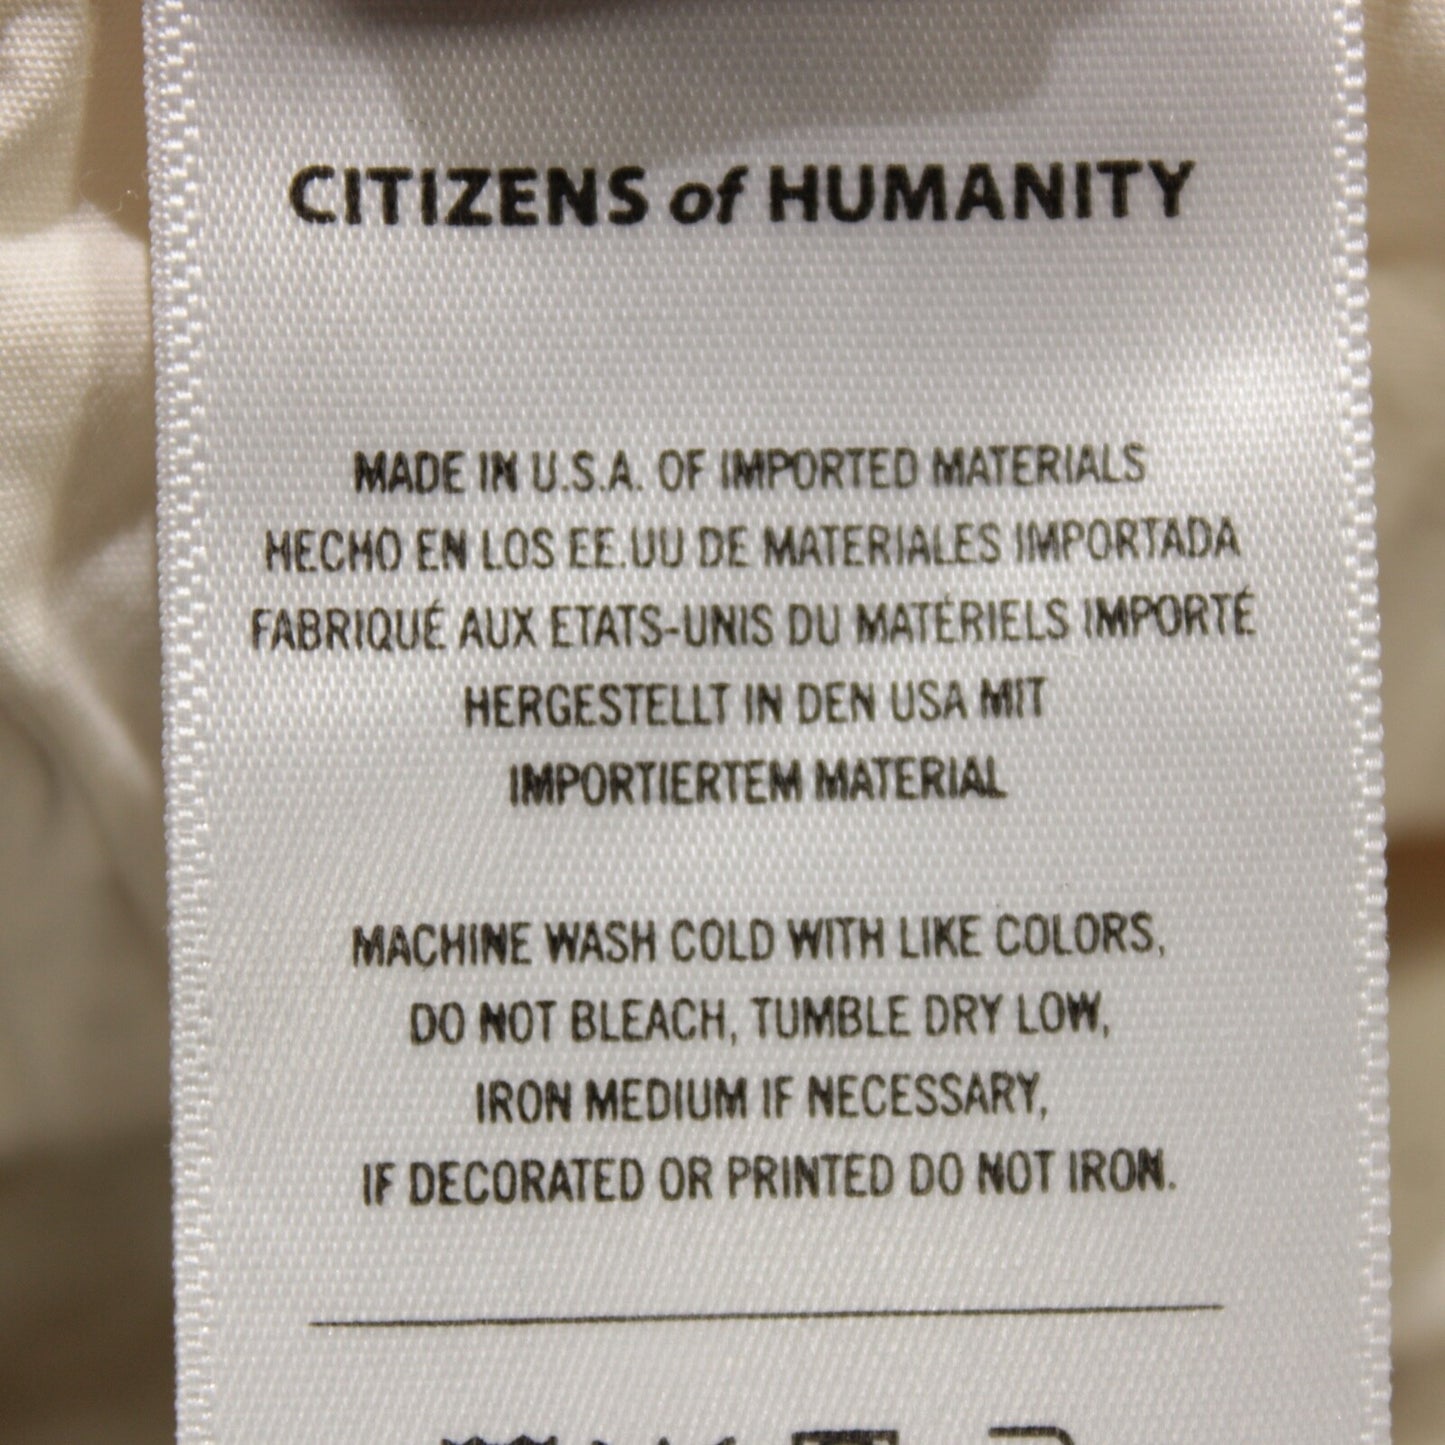 CITIZENS of HUMANITY
MADE IN U.S.A. OF IMPORTED MATERIALS
HECHO EN LOS EE.UU DE MATERIALES IMPORTADA
FABRIQUÉ AUX ETATS-UNIS DU MATÉRIELS IMPORTÉ
HERGESTELLT IN DEN USA MIT
IMPORTIERTEM MATERIAL
MACHINE WASH COLD WITH LIKE COLORS,
DO NOT BLEACH, TUMBLE DRY LOW,
IRON MEDIUM IF NECESSARY,
IF DECORATED OR PRINTED DO NOT IRON.